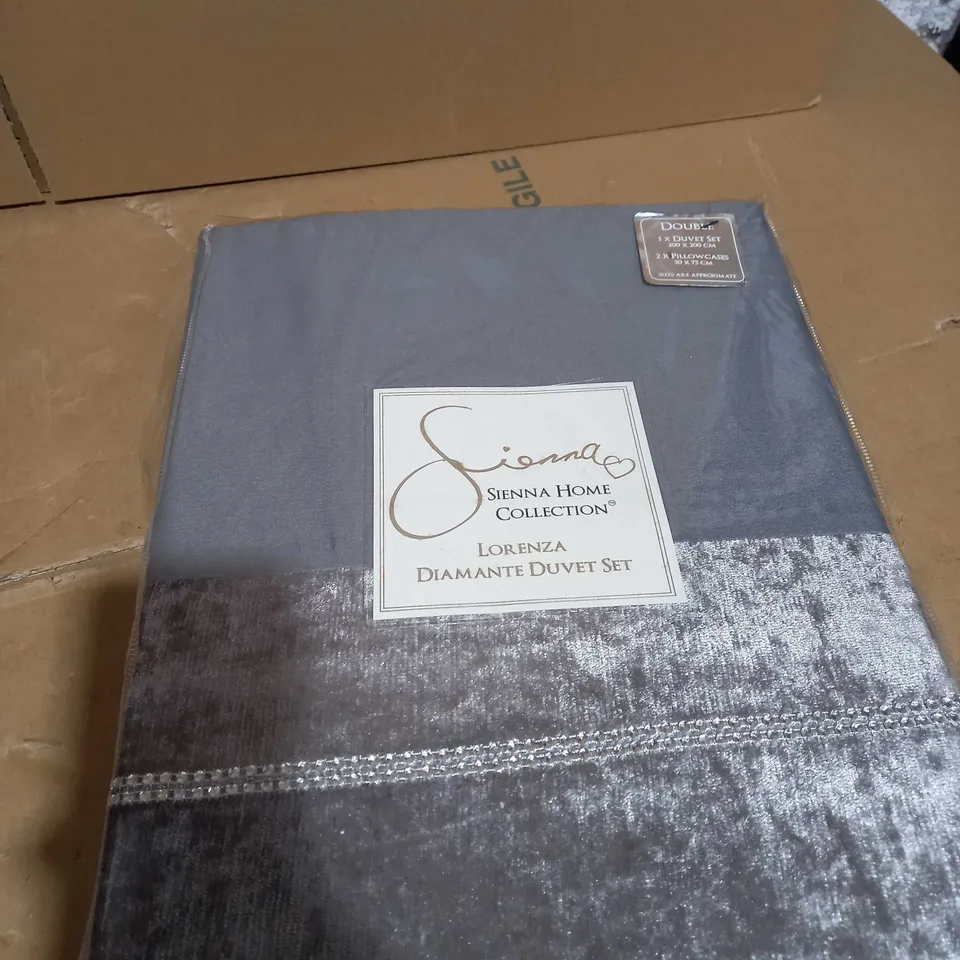 GILE
DOUBLE
1 X DUVET SET
200 X 200 CM
2 X PILLOWCASES
50 X 75 CM
SIZES ARE APPROXIMATE
Sienna
SIENNA HOME
COLLECTION™
LORENZA
DIAMANTE DUVET SET